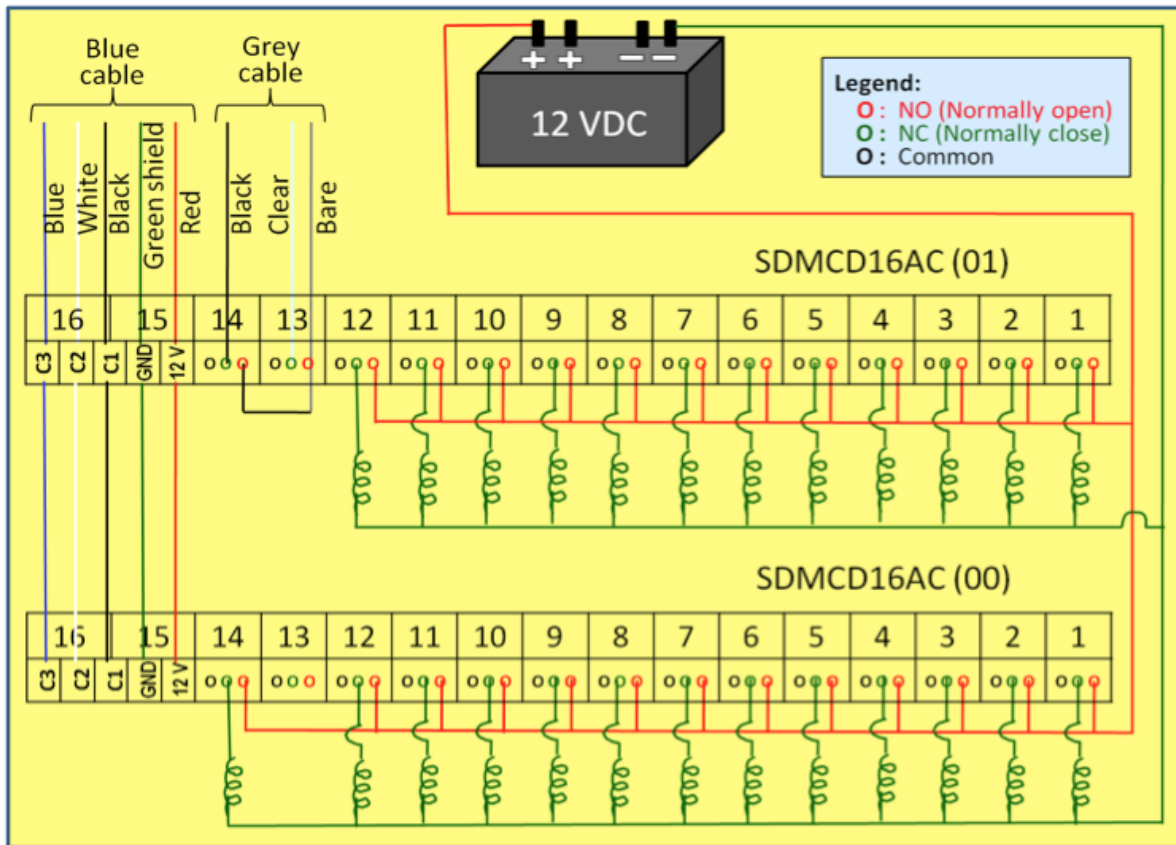 Blue
cable
Grey
cable
+ + – –
12 VDC
Legend:
O : NO (Normally open)
O : NC (Normally close)
O : Common
Blue
White
Black
Green shield
Red
Black
Clear
Bare
SDMCD16AC (01)
16 15 14 13 12 11 10 9 8 7 6 5 4 3 2 1
C3 C2 C1 GND 12 V O O O O O O O O O O O O O O O O O O O O O O O O O O O O O O O O O O O O O O O O O O
SDMCD16AC (00)
16 15 14 13 12 11 10 9 8 7 6 5 4 3 2 1
C3 C2 C1 GND 12 V O O O O O O O O O O O O O O O O O O O O O O O O O O O O O O O O O O O O O O O O O O